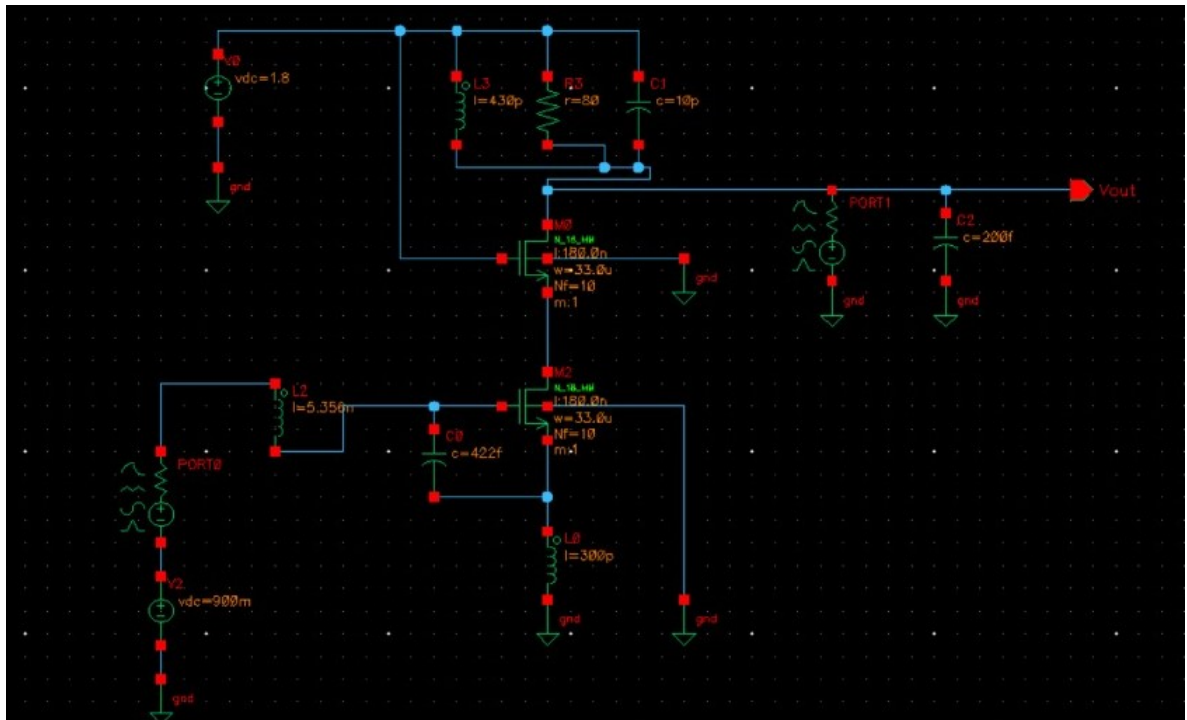 V0
vdc=1.8
gnd
L3
l=430p
R3
r=80
C1
c=10p
M0
N_18_MM
l:180.0n
w=33.0u
Nf=10
m:1
gnd
PORT1
gnd
C2
c=200f
gnd
Vout
L2
l=5.356n
PORT0
V2
vdc=900m
gnd
C0
c=422f
M2
N_18_MM
l:180.0n
w=33.0u
Nf=10
m:1
L0
l=300p
gnd
gnd